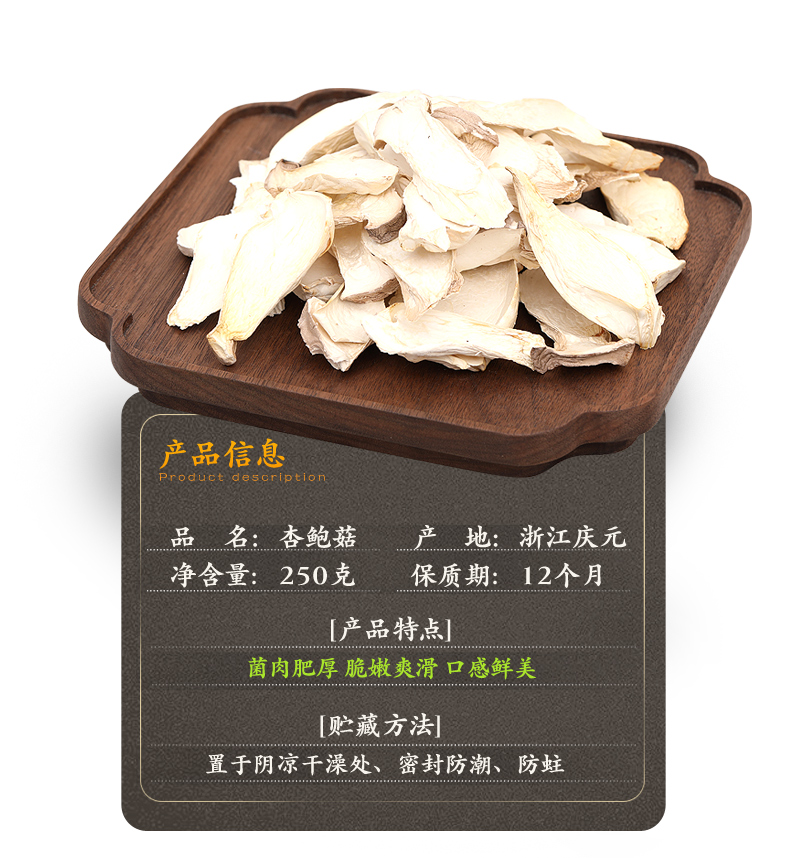 产品信息
Product description
品 名：杏鲍菇 产 地：浙江庆元
净含量：250克 保质期：12个月
[产品特点]
菌肉肥厚 脆嫩爽滑 口感鲜美
[贮藏方法]
置于阴凉干澡处、密封防潮、防蛀